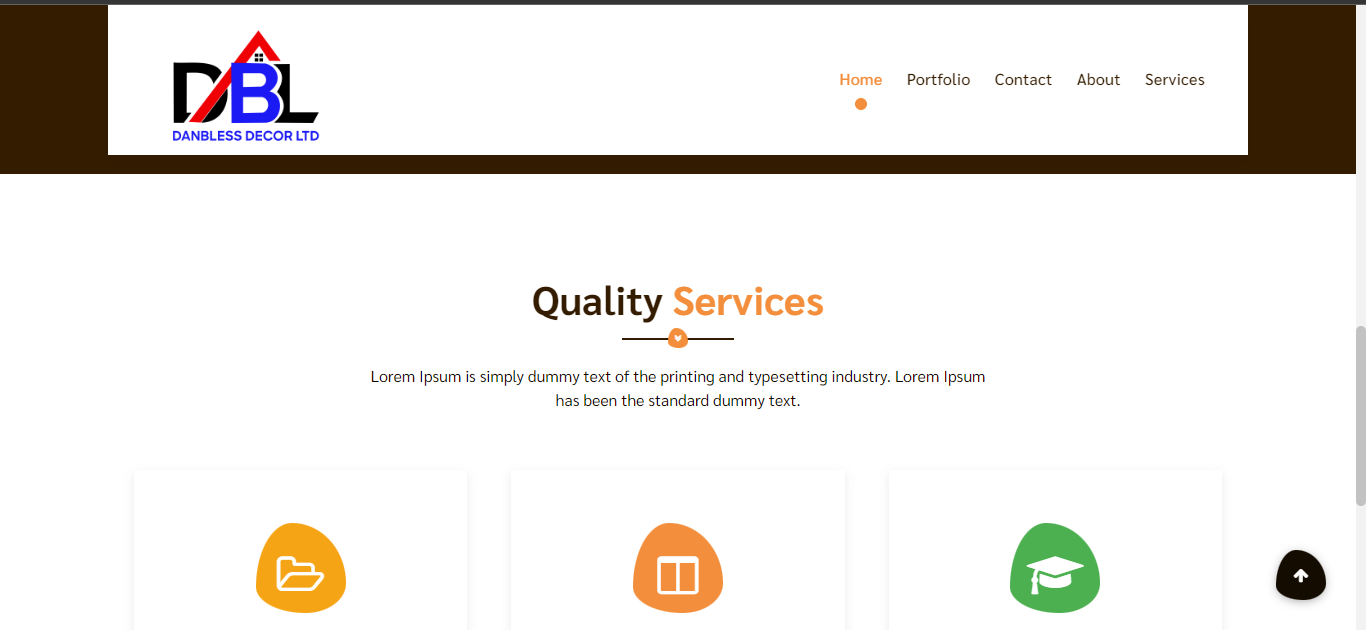 DBL
DANBLESS DECOR LTD
Home Portfolio Contact About Services
Quality Services
Lorem Ipsum is simply dummy text of the printing and typesetting industry. Lorem Ipsum
has been the standard dummy text.